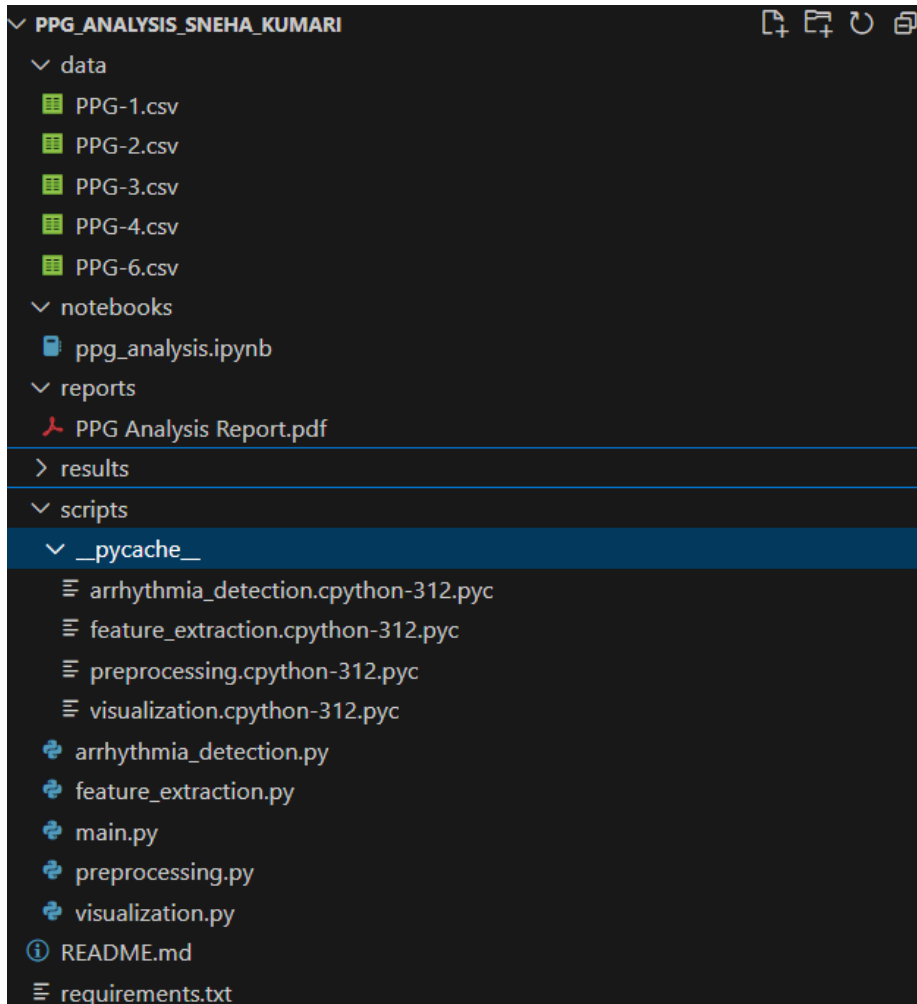 PPG_ANALYSIS_SNEHA_KUMARI
data
PPG-1.csv
PPG-2.csv
PPG-3.csv
PPG-4.csv
PPG-6.csv
notebooks
ppg_analysis.ipynb
reports
PPG Analysis Report.pdf
results
scripts
__pycache__
arrhythmia_detection.cpython-312.pyc
feature_extraction.cpython-312.pyc
preprocessing.cpython-312.pyc
visualization.cpython-312.pyc
arrhythmia_detection.py
feature_extraction.py
main.py
preprocessing.py
visualization.py
README.md
requirements.txt